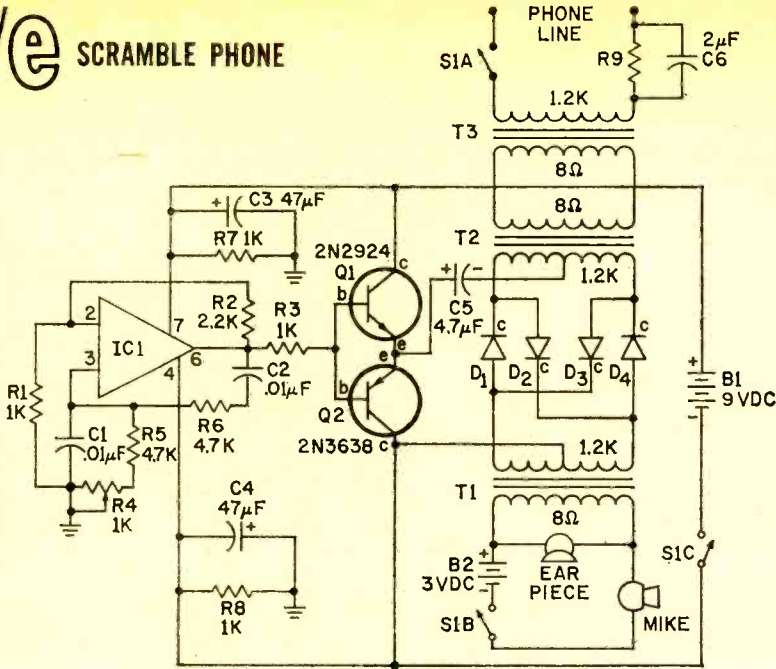 e SCRAMBLE PHONE
PHONE
LINE
S1A
R9
2µF
C6
1.2K
T3
8Ω
8Ω
T2
1.2K
C3 47µF
+
R7 1K
2N2924
Q1
c
b
e
+ -
C5
4.7µF
R2
2.2K
R3
1K
2
3
IC1
7
6
4
C2
.01µF
e
b
Q2
2N3638 c
c
c
c
c
D1
D2
D3
D4
+
B1
9 VDC
-
R1
1K
C1
.01µF
R5
4.7K
R6
4.7K
R4
1K
1.2K
T1
8Ω
C4
47µF
+
R8
1K
+
B2
3VDC
-
EAR
PIECE
S1B
MIKE
S1C